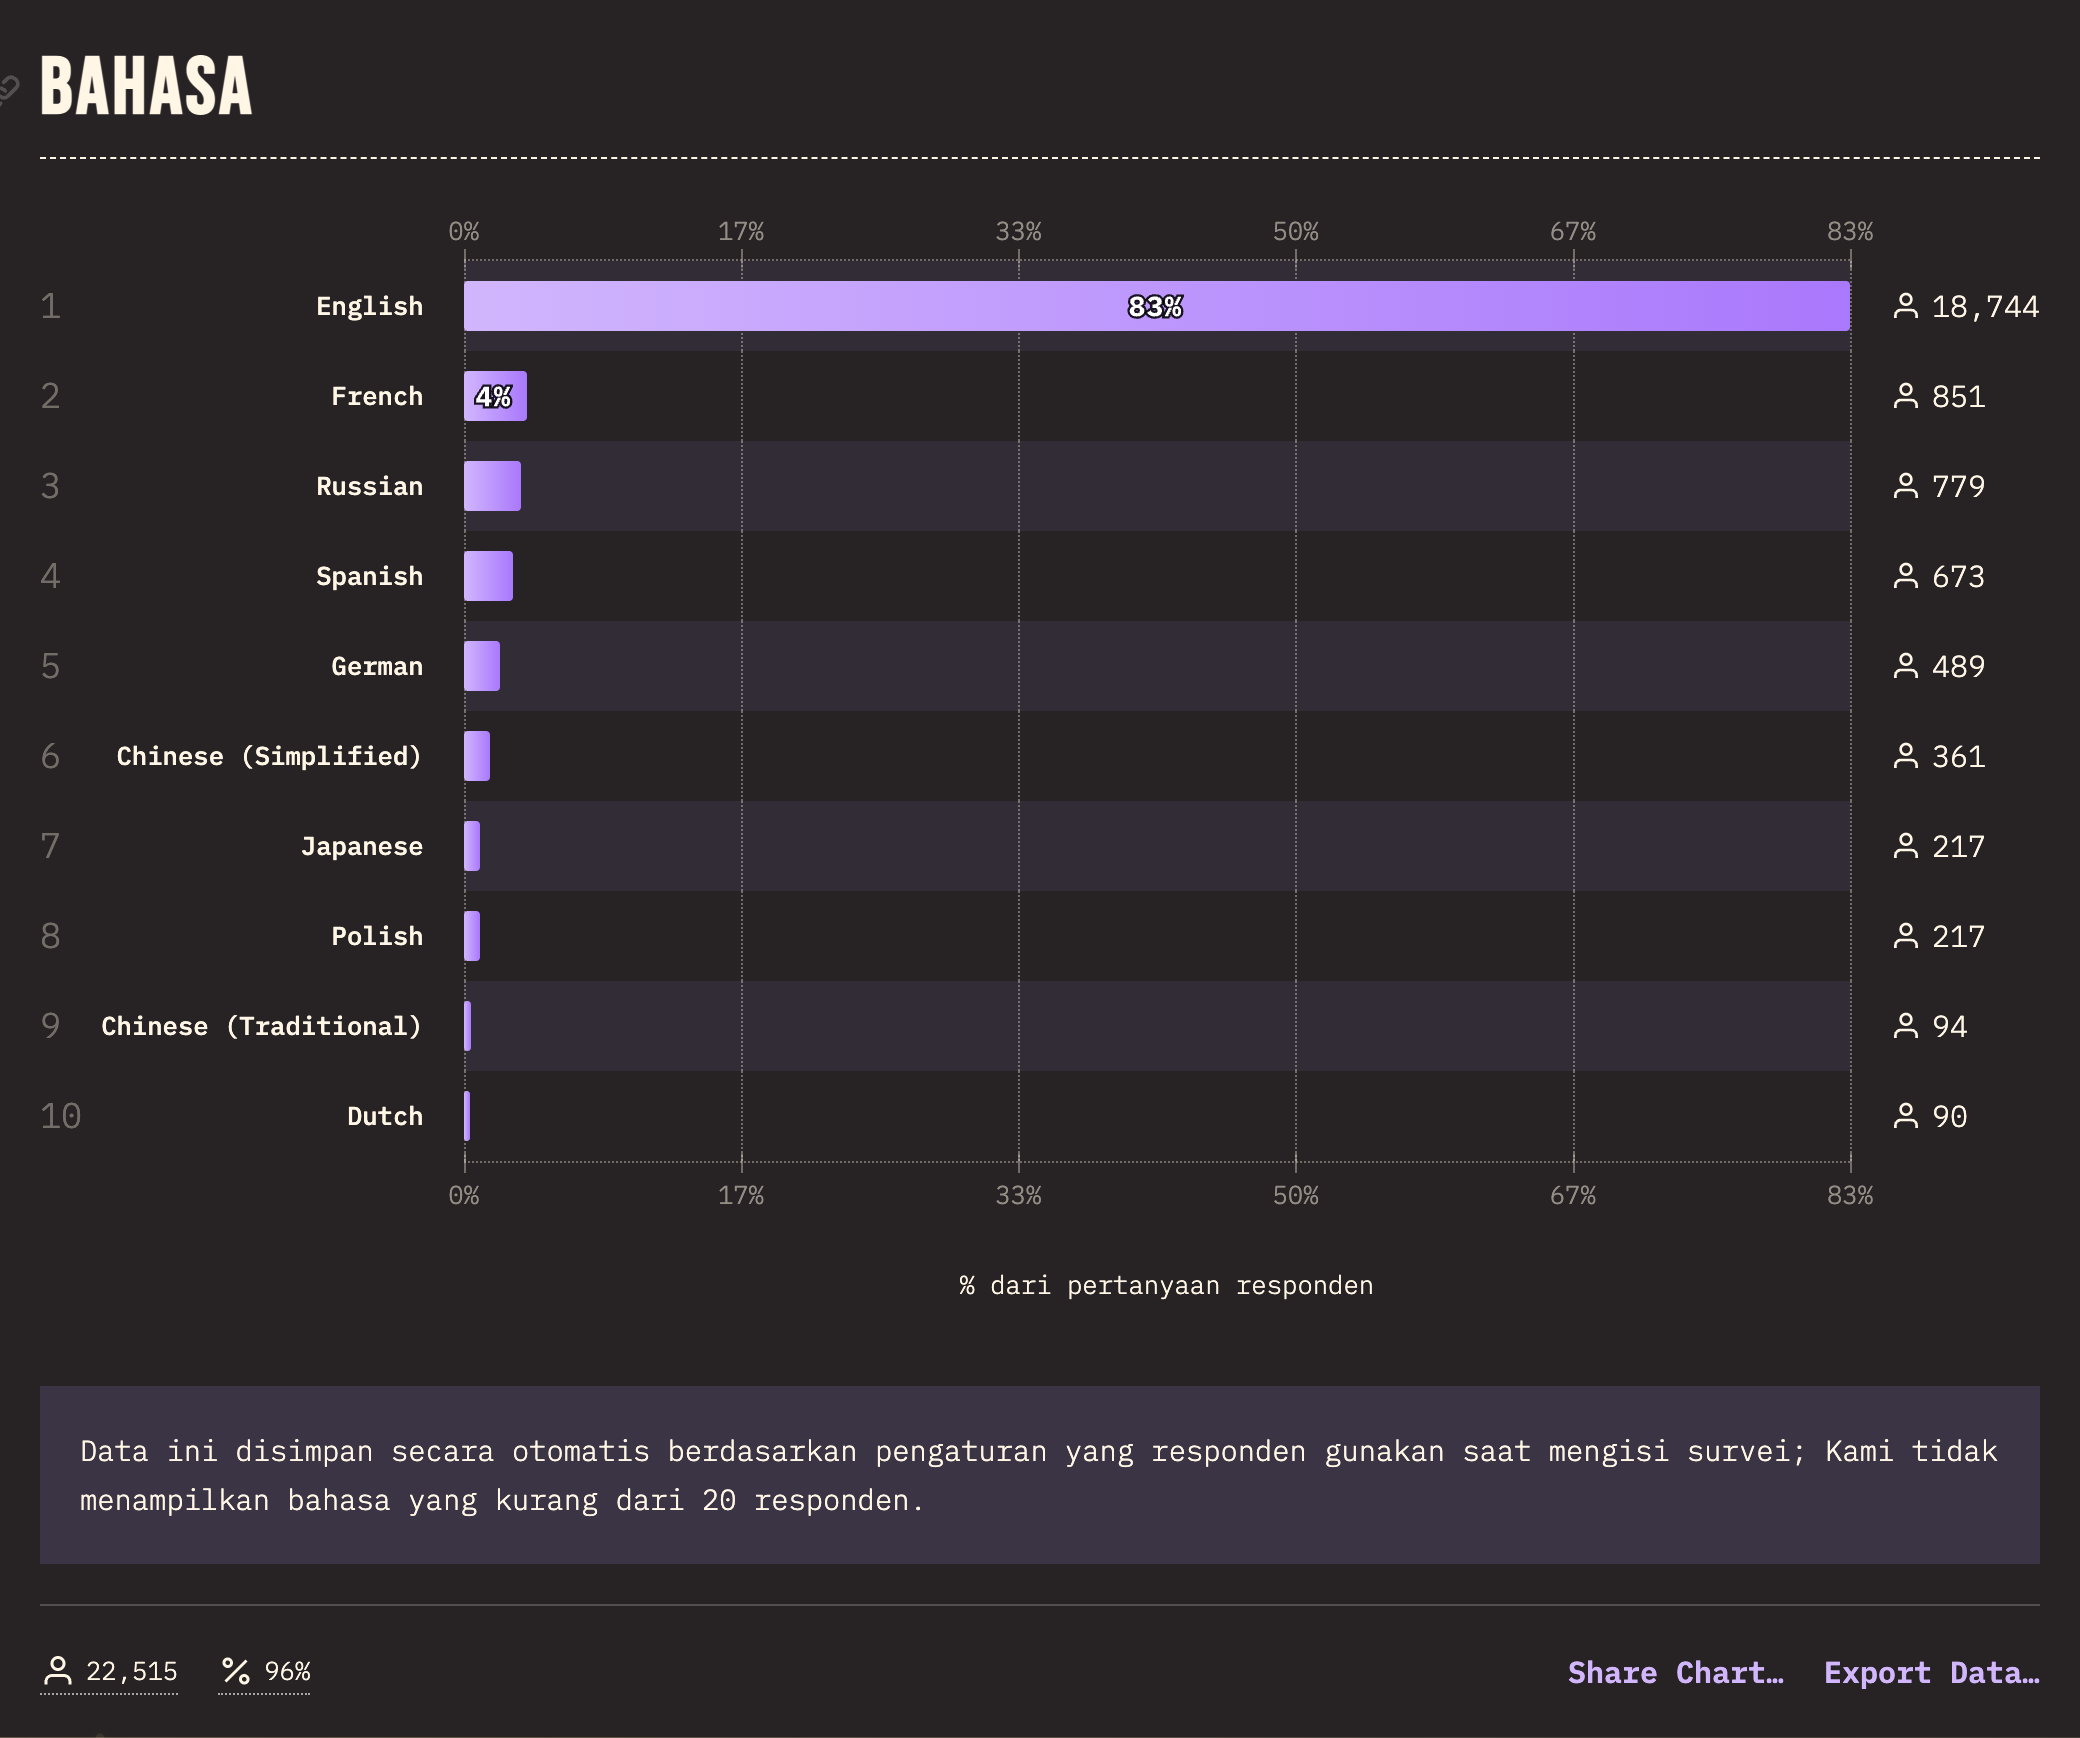 BAHASA
0% 17% 33% 50% 67% 83%
1 English 83% 18,744
2 French 4% 851
3 Russian 779
4 Spanish 673
5 German 489
6 Chinese (Simplified) 361
7 Japanese 217
8 Polish 217
9 Chinese (Traditional) 94
10 Dutch 90
0% 17% 33% 50% 67% 83%
% dari pertanyaan responden
Data ini disimpan secara otomatis berdasarkan pengaturan yang responden gunakan saat mengisi survei; Kami tidak
menampilkan bahasa yang kurang dari 20 responden.
22,515 % 96% Share Chart… Export Data…